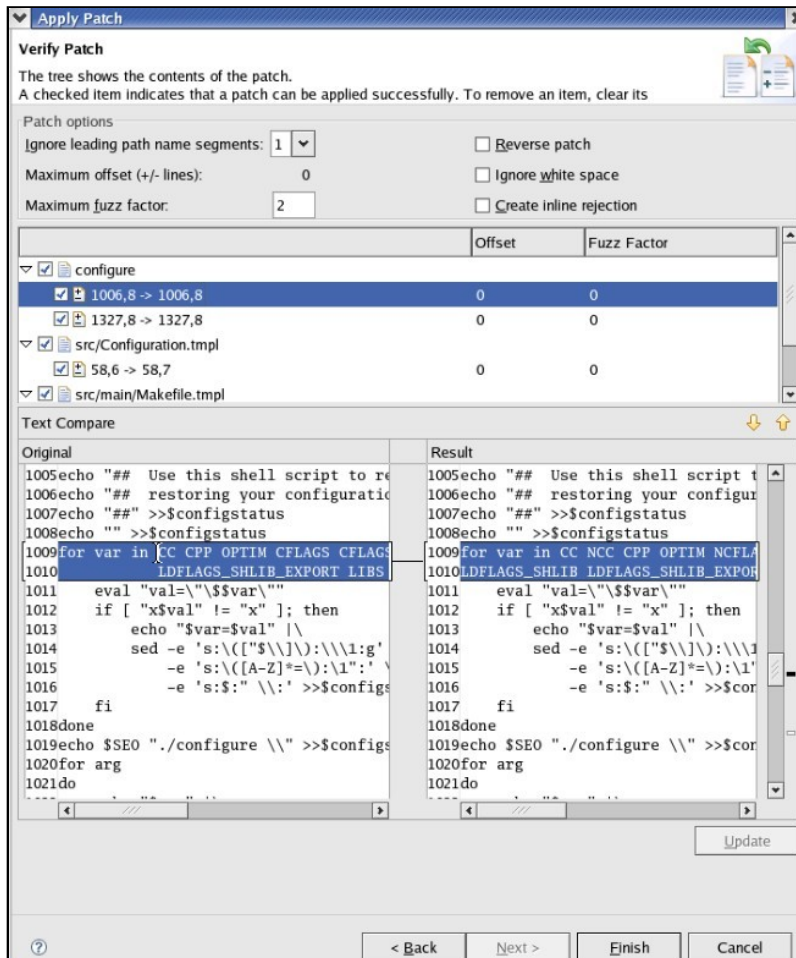 Apply Patch
Verify Patch
The tree shows the contents of the patch.
A checked item indicates that a patch can be applied successfully. To remove an item, clear its
Patch options
Ignore leading path name segments: 1
Reverse patch
Maximum offset (+/- lines): 0
Ignore white space
Maximum fuzz factor: 2
Create inline rejection
Offset Fuzz Factor
configure
1006,8 -> 1006,8 0 0
1327,8 -> 1327,8 0 0
src/Configuration.tmpl
58,6 -> 58,7 0 0
src/main/Makefile.tmpl
Text Compare
Original
1005echo "##  Use this shell script to re
1006echo "##  restoring your configuratio
1007echo "##" >>$configstatus
1008echo "" >>$configstatus
1009for var in CC CPP OPTIM CFLAGS CFLAGS
1010 LDFLAGS_SHLIB_EXPORT LIBS
1011    eval "val=\"\$$var\""
1012    if [ "x$val" != "x" ]; then
1013        echo "$var=$val" |\
1014        sed -e 's:\(["$\\]\):\\\1:g'
1015            -e 's:\([A-Z]*=\):\1":' \
1016            -e 's:$:" \\:' >>$configs
1017    fi
1018done
1019echo $SEO "./configure \\" >>$configs
1020for arg
1021do
Result
1005echo "##  Use this shell script t
1006echo "##  restoring your configur
1007echo "##" >>$configstatus
1008echo "" >>$configstatus
1009for var in CC NCC CPP OPTIM NCFLA
1010LDFLAGS_SHLIB LDFLAGS_SHLIB_EXPOR
1011    eval "val=\"\$$var\""
1012    if [ "x$val" != "x" ]; then
1013        echo "$var=$val" |\
1014        sed -e 's:\(["$\\]\):\\\1
1015            -e 's:\([A-Z]*=\):\1"
1016            -e 's:$:" \\:' >>$con
1017    fi
1018done
1019echo $SEO "./configure \\" >>$con
1020for arg
1021do
Update
< Back Next > Finish Cancel